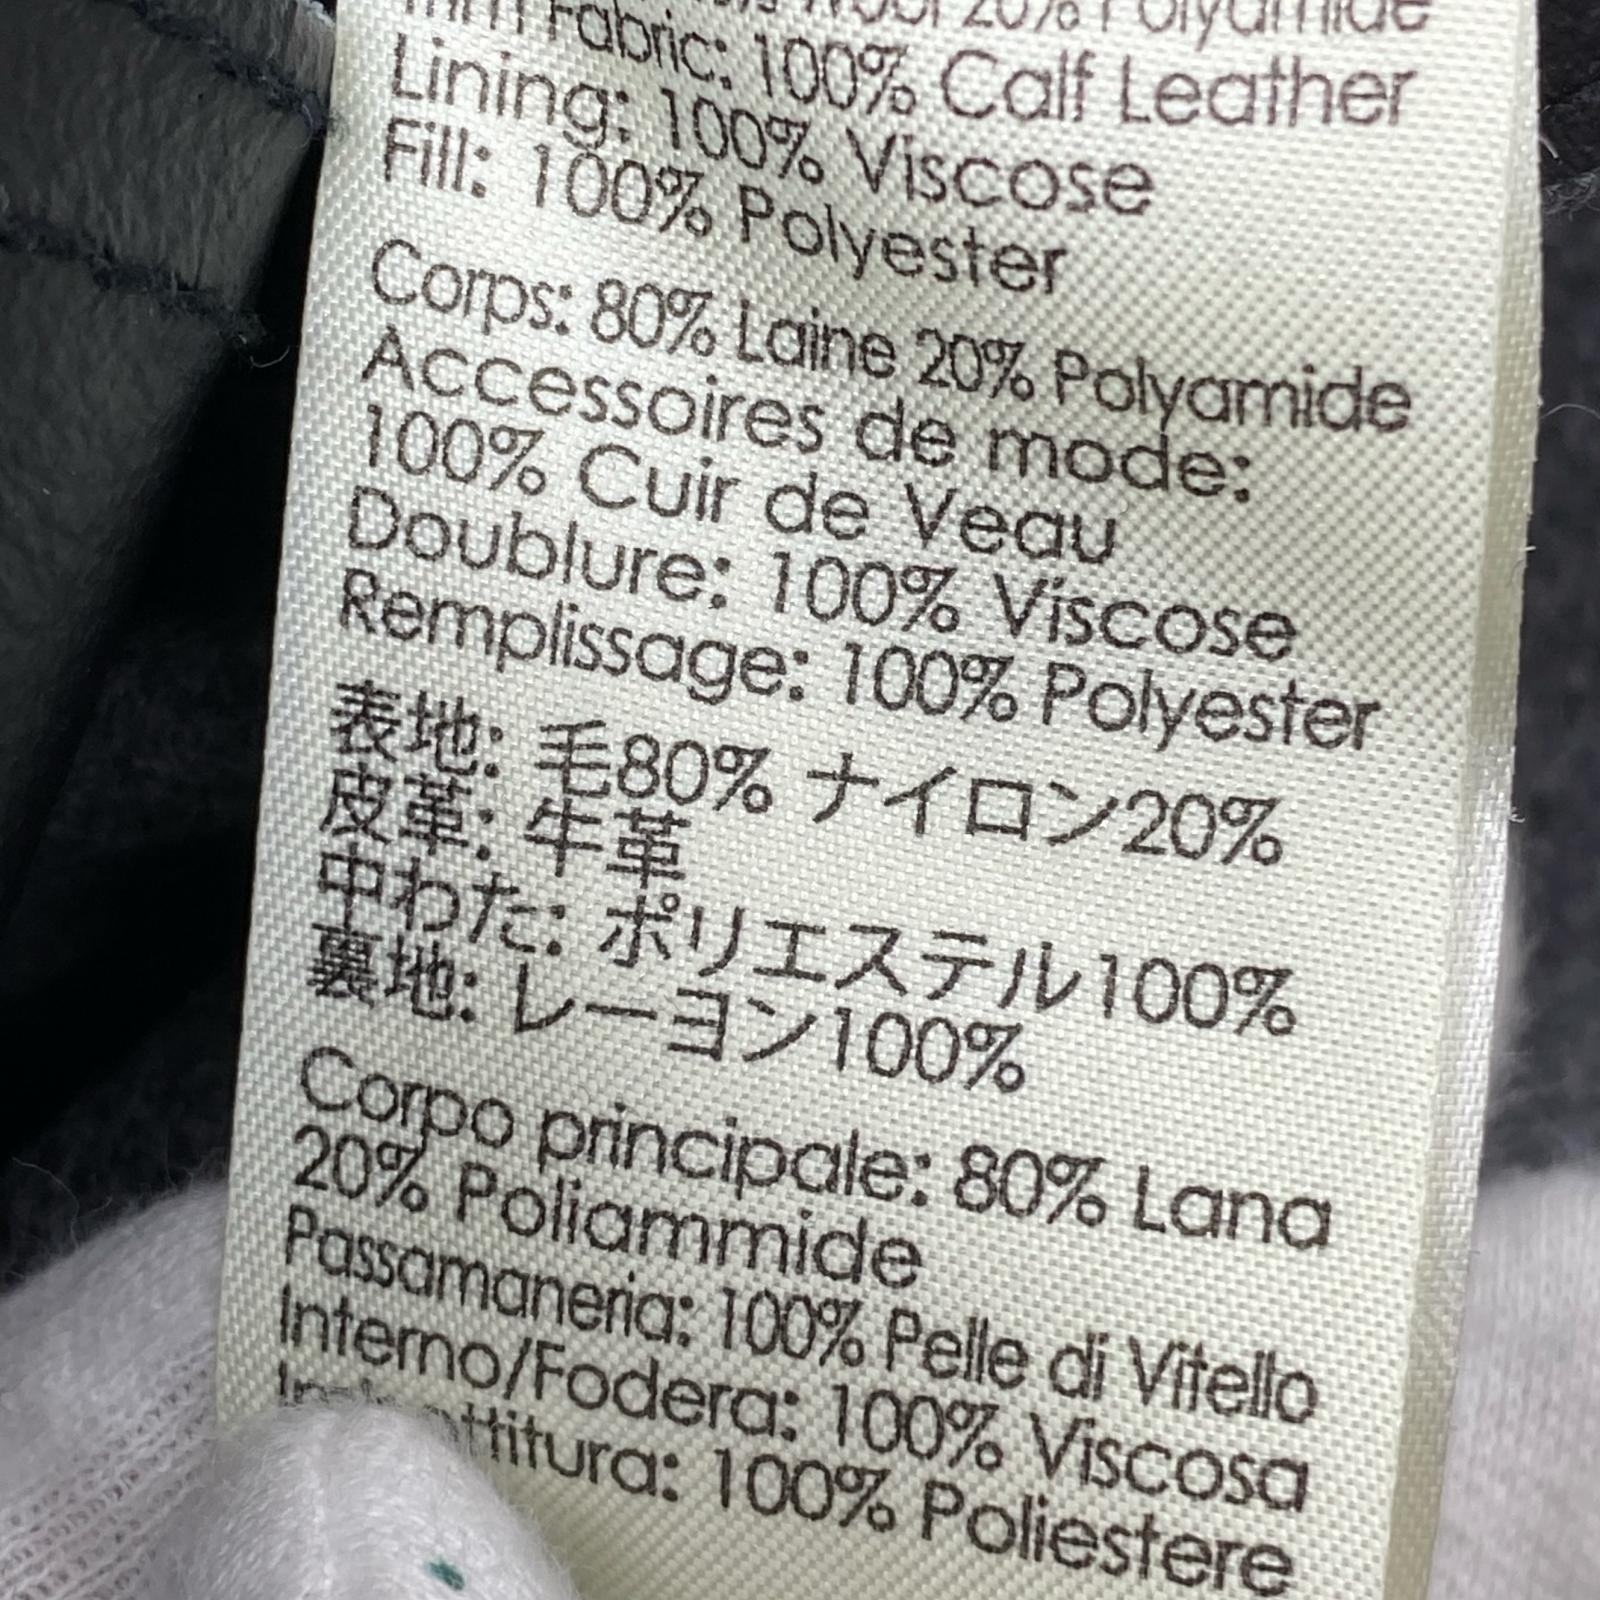 Wool 20% Polyamide
Fabric: 100% Calf Leather
Lining: 100% Viscose
Fill: 100% Polyester
Corps: 80% Laine 20% Polyamide
Accessoires de mode:
100% Cuir de Veau
Doublure: 100% Viscose
Remplissage: 100% Polyester
表地: 毛80% ナイロン20%
皮革: 牛革
中わた: ポリエステル100%
裏地: レーヨン100%
Corpo principale: 80% Lana
20% Poliammide
Passamaneria: 100% Pelle di Vitello
Interno/Fodera: 100% Viscosa
100% Poliestere